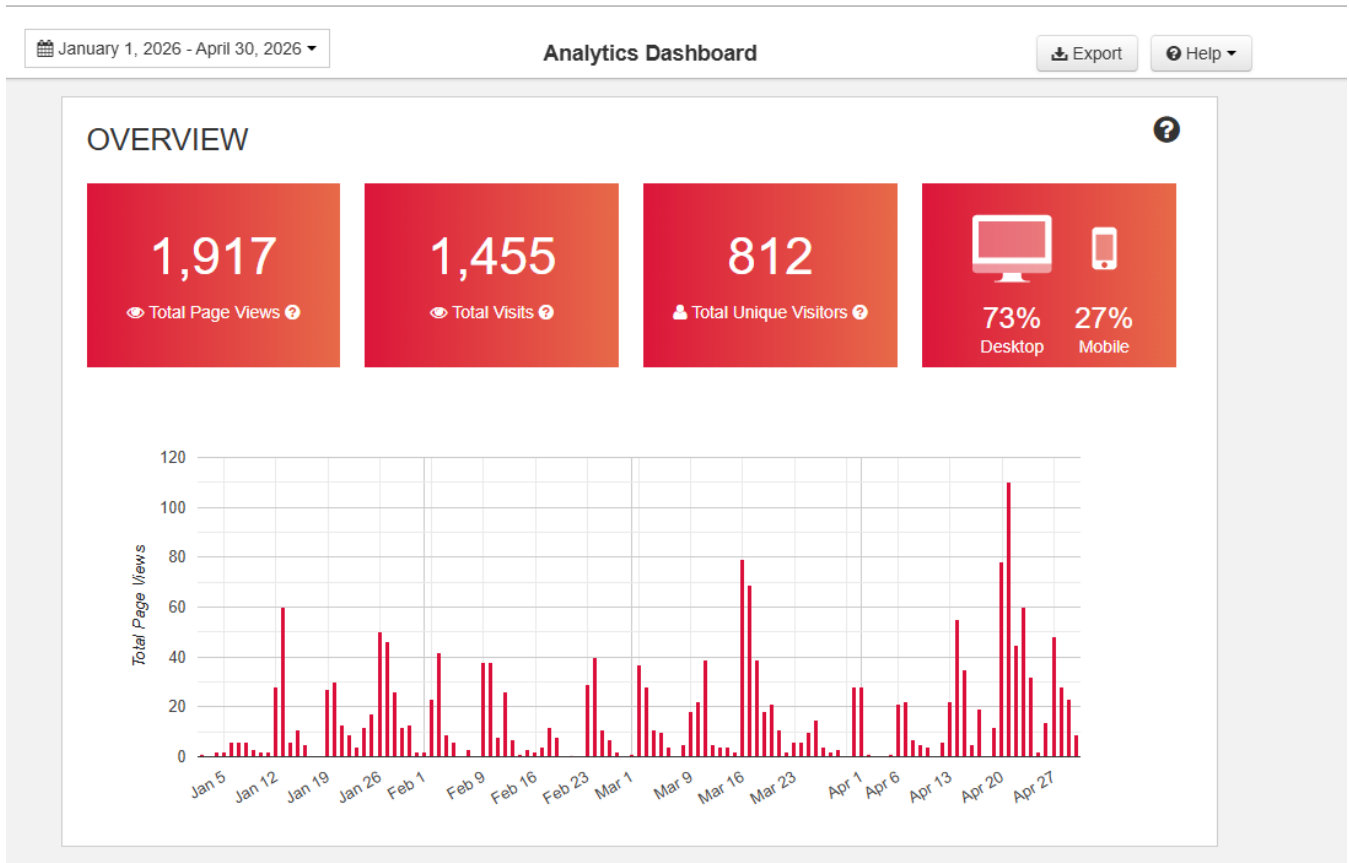 January 1, 2026 - April 30, 2026
Analytics Dashboard
Export
Help
OVERVIEW
1,917
Total Page Views
1,455
Total Visits
812
Total Unique Visitors
73%
Desktop
27%
Mobile
Total Page Views
120
100
80
60
40
20
0
Jan 5
Jan 12
Jan 19
Jan 26
Feb 1
Feb 9
Feb 16
Feb 23
Mar 1
Mar 9
Mar 16
Mar 23
Apr 1
Apr 6
Apr 13
Apr 20
Apr 27